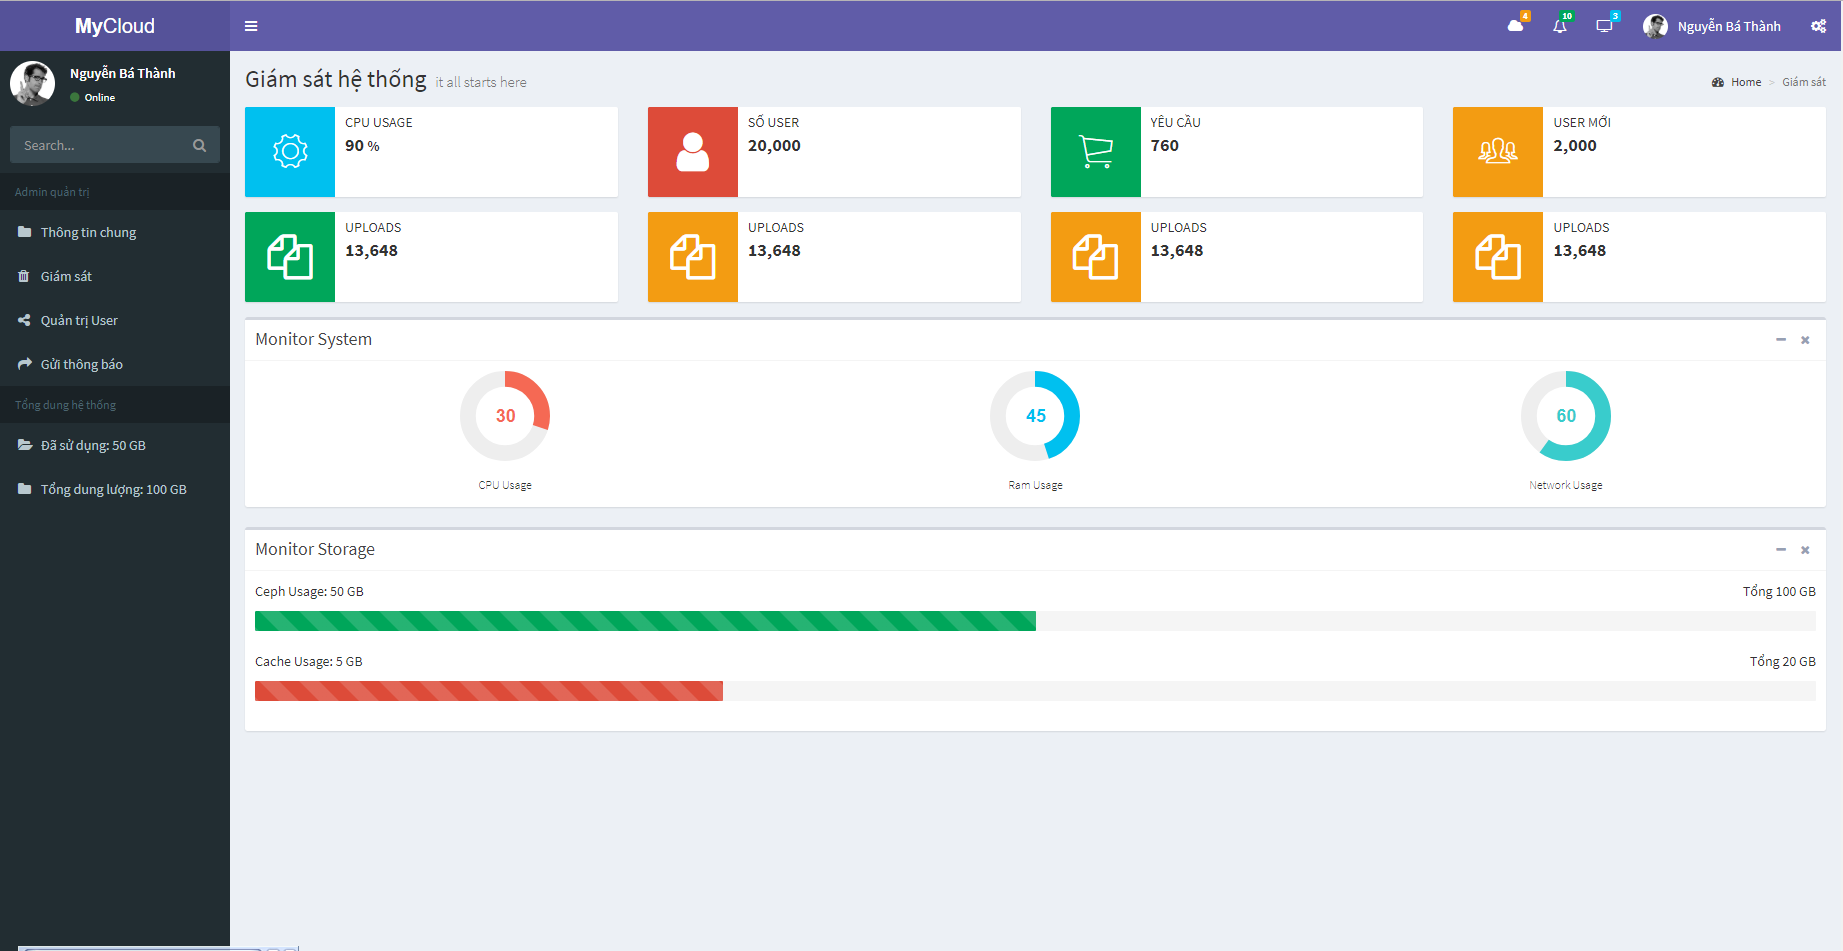 MyCloud
4
10
3
Nguyễn Bá Thành
Nguyễn Bá Thành
Online
Search...
Admin quản trị
Thông tin chung
Giám sát
Quản trị User
Gửi thông báo
Tổng dung hệ thống
Đã sử dụng: 50 GB
Tổng dung lượng: 100 GB
Giám sát hệ thống it all starts here
Home > Giám sát
CPU USAGE
90 %
SỐ USER
20,000
YÊU CẦU
760
USER MỚI
2,000
UPLOADS
13,648
UPLOADS
13,648
UPLOADS
13,648
UPLOADS
13,648
Monitor System
30
CPU Usage
45
Ram Usage
60
Network Usage
Monitor Storage
Ceph Usage: 50 GB
Tổng 100 GB
Cache Usage: 5 GB
Tổng 20 GB